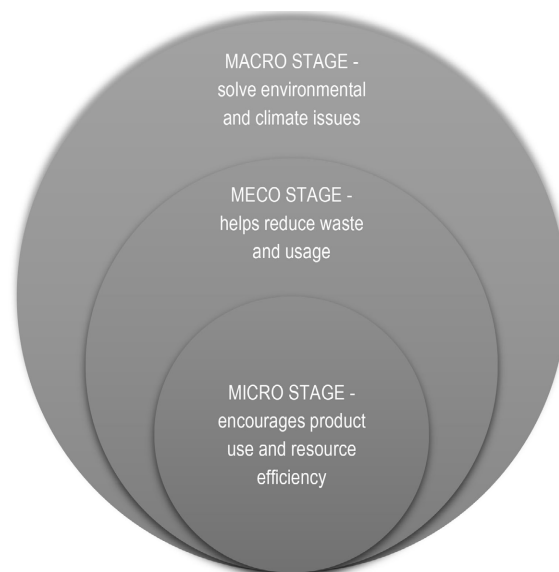 MACRO STAGE -
solve environmental
and climate issues
MECO STAGE -
helps reduce waste
and usage
MICRO STAGE -
encourages product
use and resource
efficiency